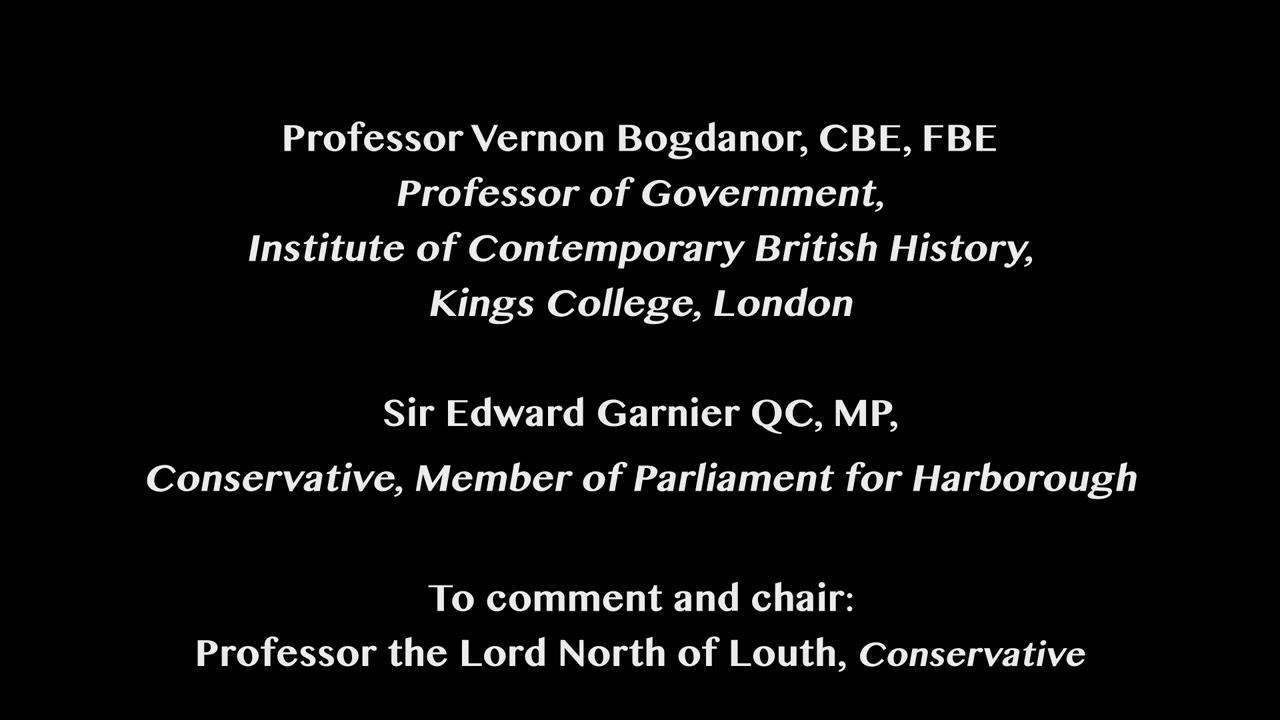 Professor Vernon Bogdanor, CBE, FBE
Professor of Government,
Institute of Contemporary British History,
Kings College, London
Sir Edward Garnier QC, MP,
Conservative, Member of Parliament for Harborough
To comment and chair:
Professor the Lord North of Louth, Conservative